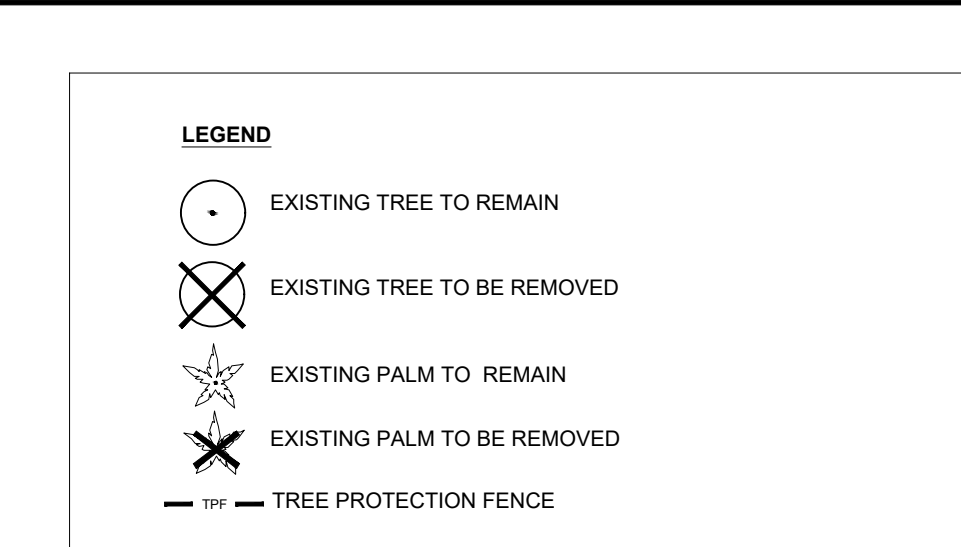 LEGEND
EXISTING TREE TO REMAIN
EXISTING TREE TO BE REMOVED
EXISTING PALM TO  REMAIN
EXISTING PALM TO BE REMOVED
TPF TREE PROTECTION FENCE